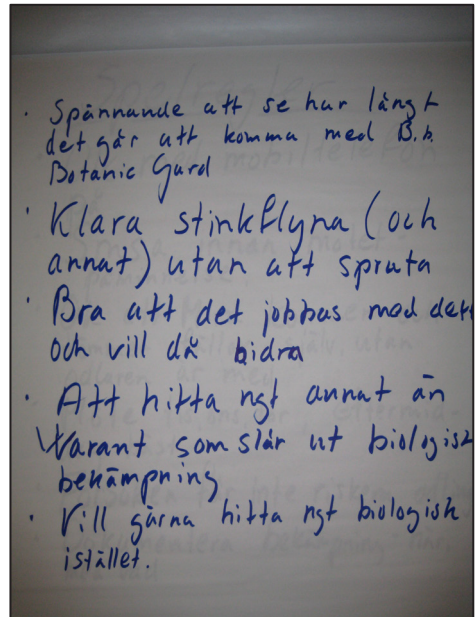 · Spännande att se hur långt
det går att komma med B.b.
Botanic Gard
· Klara stinkflyna (och
annat) utan att spruta
· Bra att det jobbas med det
och vill då bidra
· Att hitta ngt annat än
Varant som slår ut biologisk
bekämpning
· Vill gärna hitta ngt biologisk
istället.